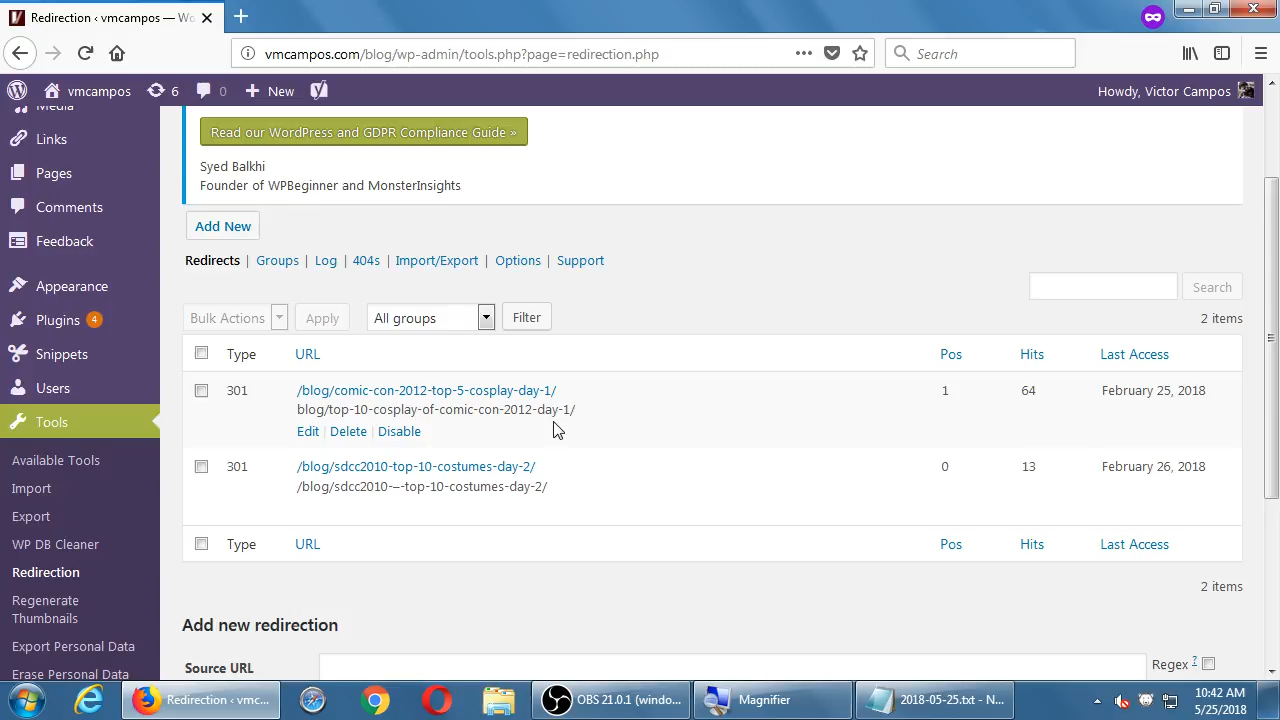 Redirection ‹ vmcampos — Wo
vmcampos.com/blog/wp-admin/tools.php?page=redirection.php
Search
vmcampos
6
0
New
Howdy, Victor Campos
Media
Links
Pages
Comments
Feedback
Appearance
Plugins 4
Snippets
Users
Tools
Available Tools
Import
Export
WP DB Cleaner
Redirection
Regenerate
Thumbnails
Export Personal Data
Erase Personal Data
Read our WordPress and GDPR Compliance Guide »
Syed Balkhi
Founder of WPBeginner and MonsterInsights
Add New
Redirects | Groups | Log | 404s | Import/Export | Options | Support
Search
Bulk Actions Apply All groups Filter 2 items
Type URL Pos Hits Last Access
301 /blog/comic-con-2012-top-5-cosplay-day-1/ 1 64 February 25, 2018
blog/top-10-cosplay-of-comic-con-2012-day-1/
Edit | Delete | Disable
301 /blog/sdcc2010-top-10-costumes-day-2/ 0 13 February 26, 2018
/blog/sdcc2010-–-top-10-costumes-day-2/
Type URL Pos Hits Last Access
2 items
Add new redirection
Source URL Regex ?
Redirection ‹ vmc...
OBS 21.0.1 (windo...
Magnifier
2018-05-25.txt - N...
10:42 AM
5/25/2018